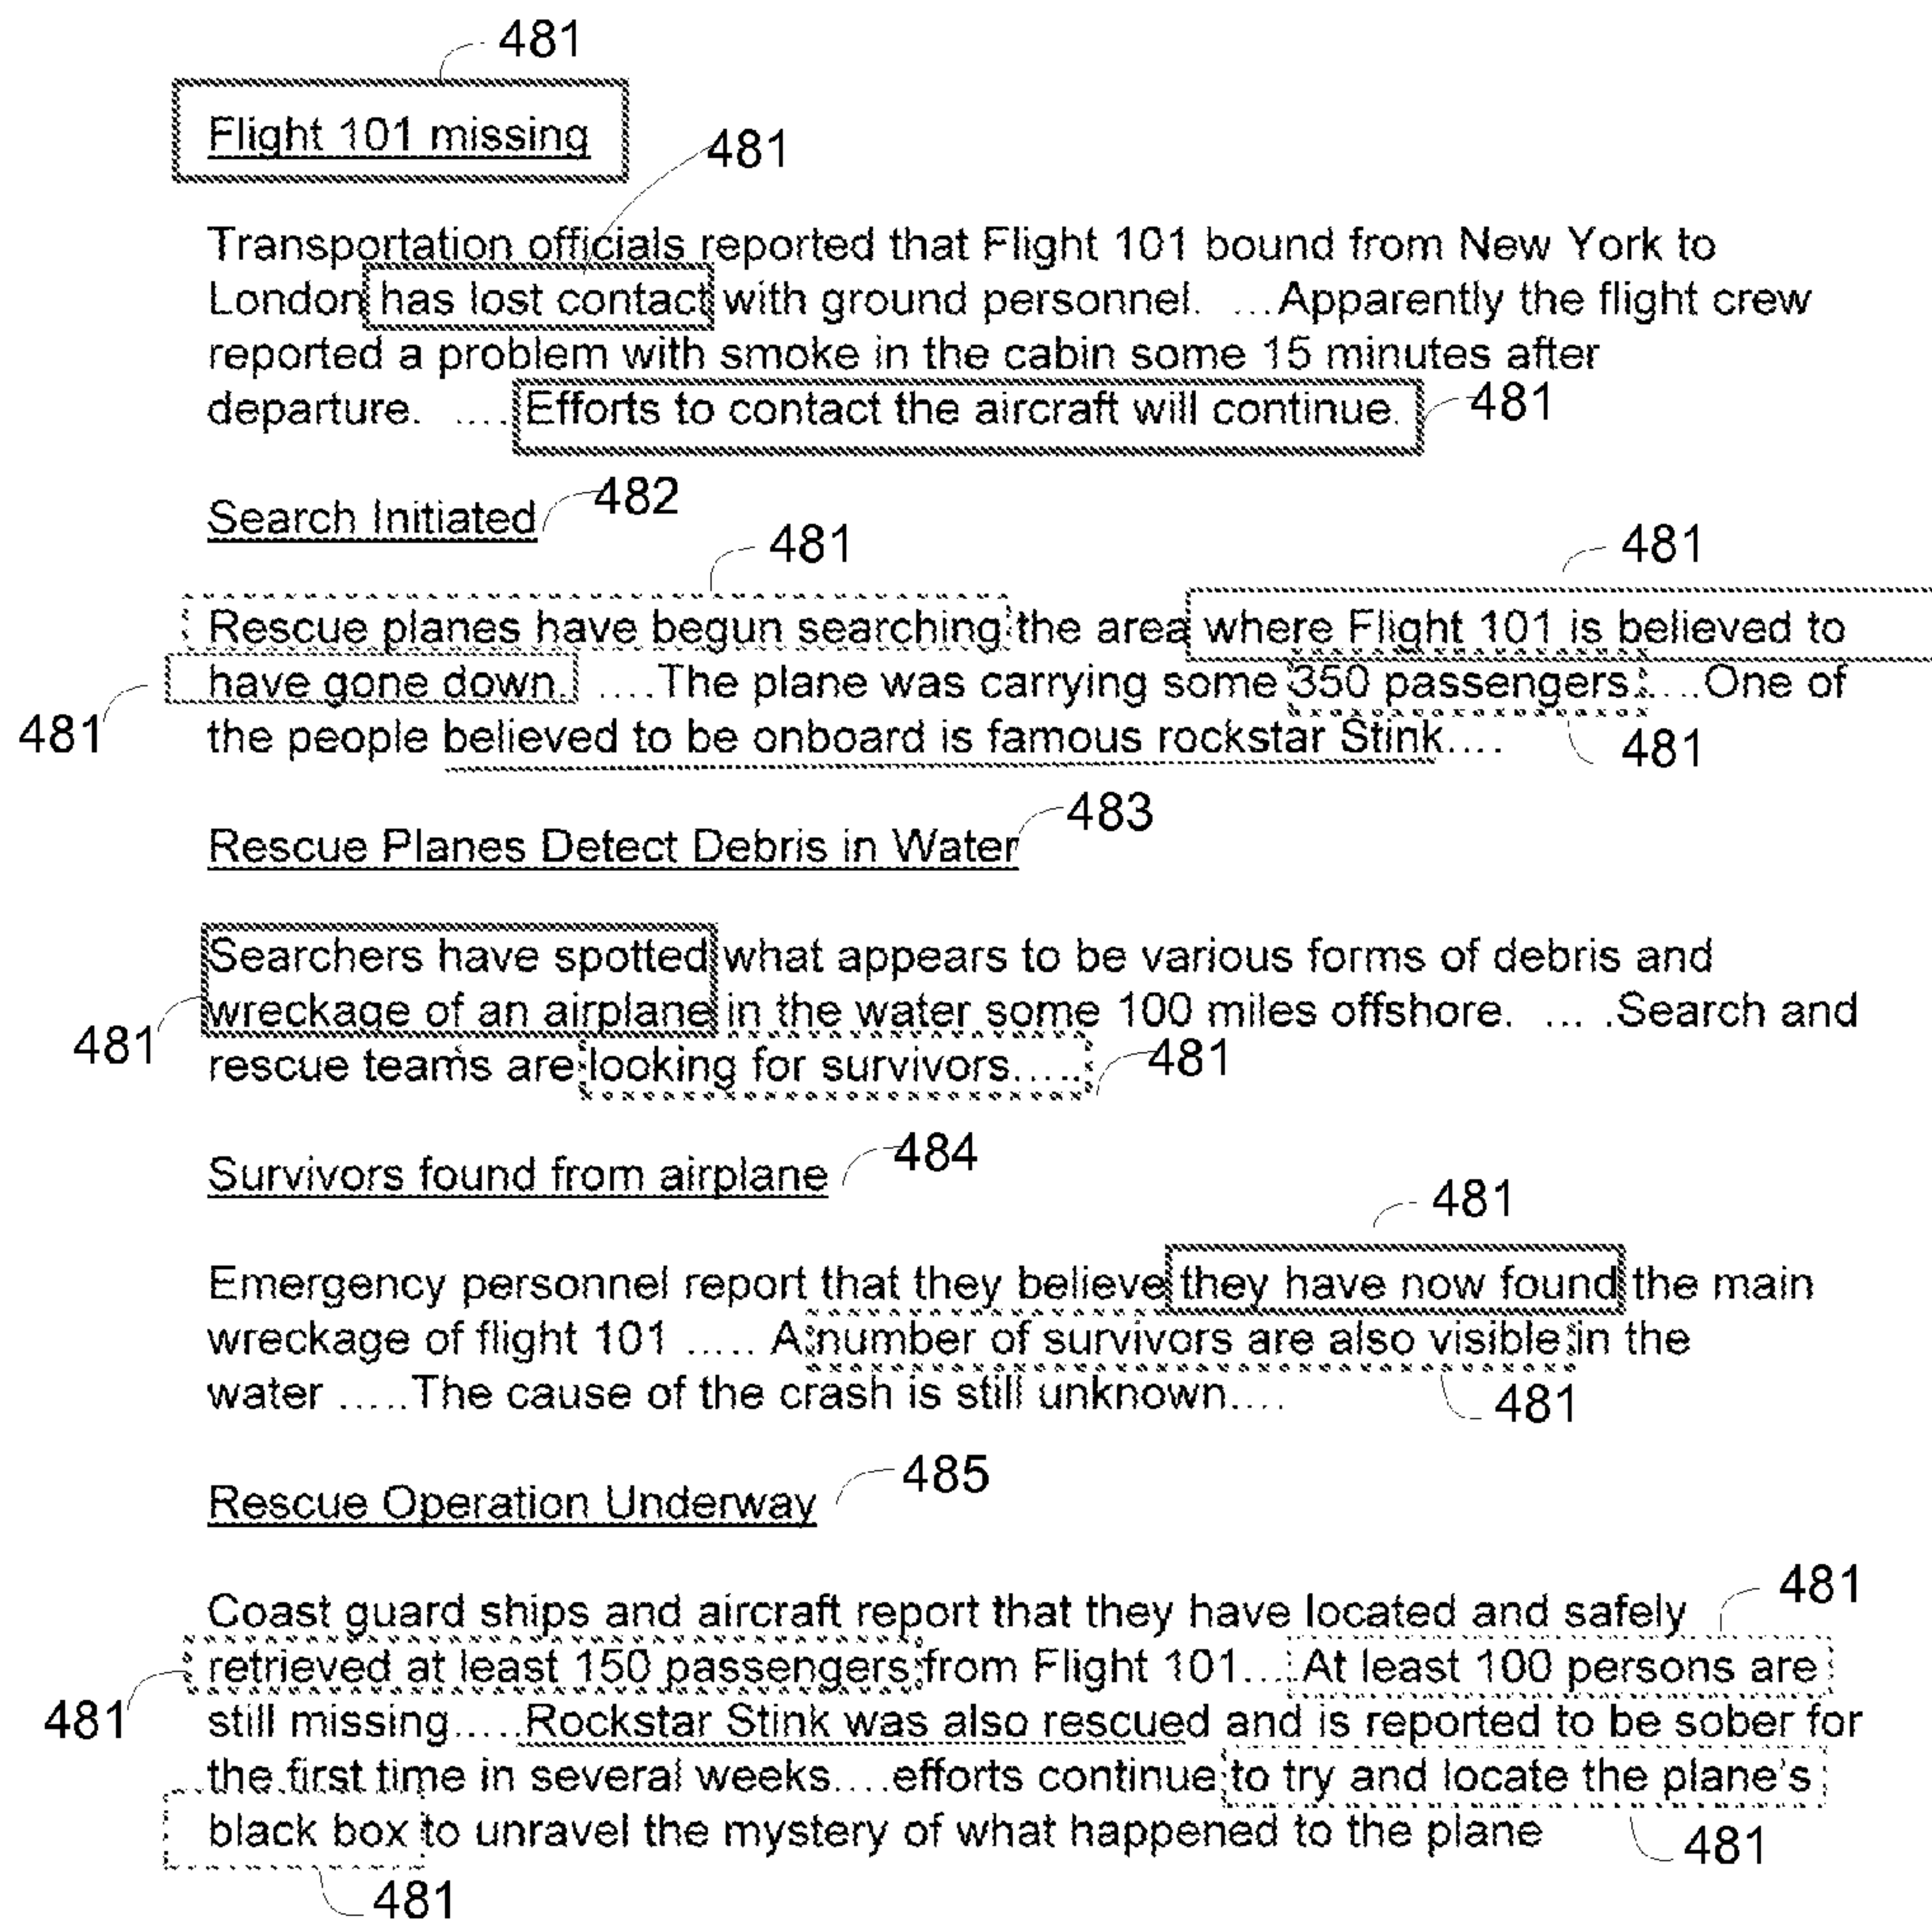 481
Flight 101 missing
481
Transportation officials reported that Flight 101 bound from New York to
London has lost contact with ground personnel. ...Apparently the flight crew
reported a problem with smoke in the cabin some 15 minutes after
departure. ....Efforts to contact the aircraft will continue. 481
482
Search Initiated
481 481
Rescue planes have begun searching the area where Flight 101 is believed to
have gone down. ....The plane was carrying some 350 passengers.....One of
481 the people believed to be onboard is famous rockstar Stink.... 481
483
Rescue Planes Detect Debris in Water
Searchers have spotted what appears to be various forms of debris and
wreckage of an airplane in the water some 100 miles offshore. ... .Search and
481 rescue teams are looking for survivors..... 481
484
Survivors found from airplane
481
Emergency personnel report that they believe they have now found the main
wreckage of flight 101 ..... A number of survivors are also visible in the
water .....The cause of the crash is still unknown....
481
485
Rescue Operation Underway
481
Coast guard ships and aircraft report that they have located and safely
retrieved at least 150 passengers from Flight 101....At least 100 persons are
481 still missing.....Rockstar Stink was also rescued and is reported to be sober for
the first time in several weeks....efforts continue to try and locate the plane's
black box to unravel the mystery of what happened to the plane
481
481